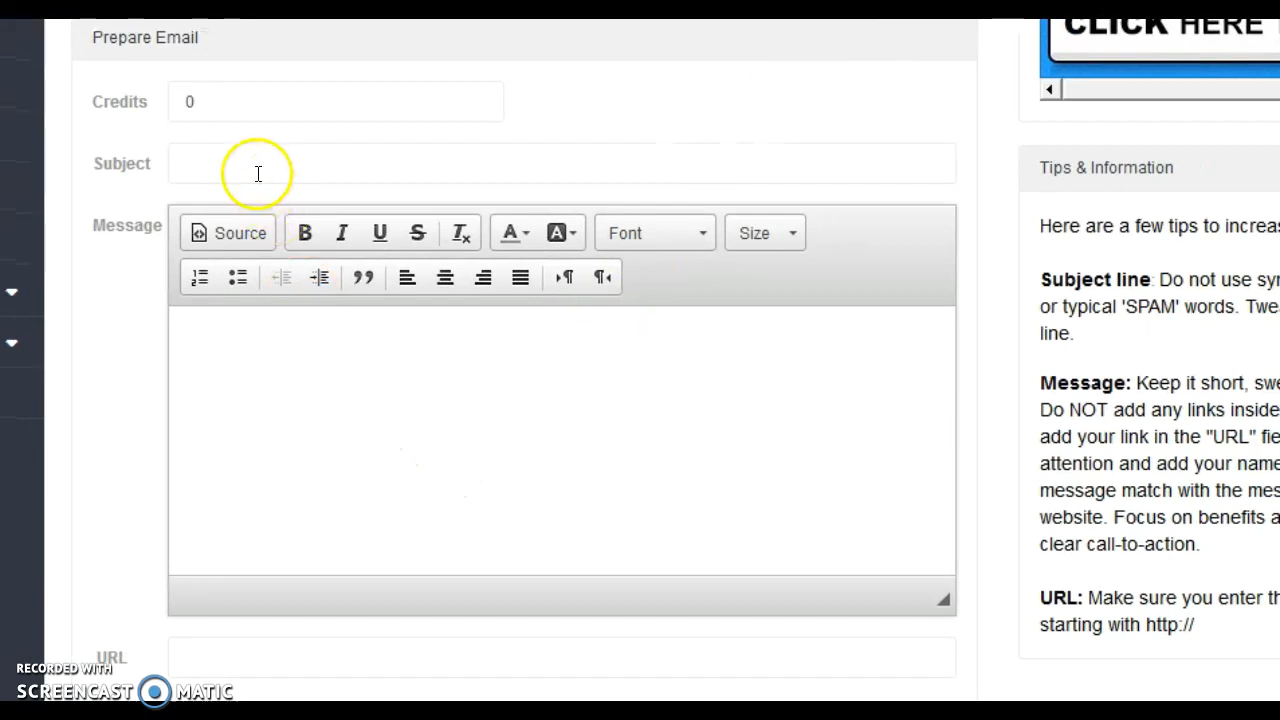 CLICK HERE
Prepare Email
Credits 0
Subject
Message
Source B I U S Tx A A Font Size
Tips & Information
Here are a few tips to increas
Subject line: Do not use sy
or typical 'SPAM' words. Twe
line.
Message: Keep it short, swe
Do NOT add any links inside
add your link in the "URL" fie
attention and add your name
message match with the mes
website. Focus on benefits a
clear call-to-action.
URL: Make sure you enter th
starting with http://
URL
RECORDED WITH
SCREENCAST MATIC